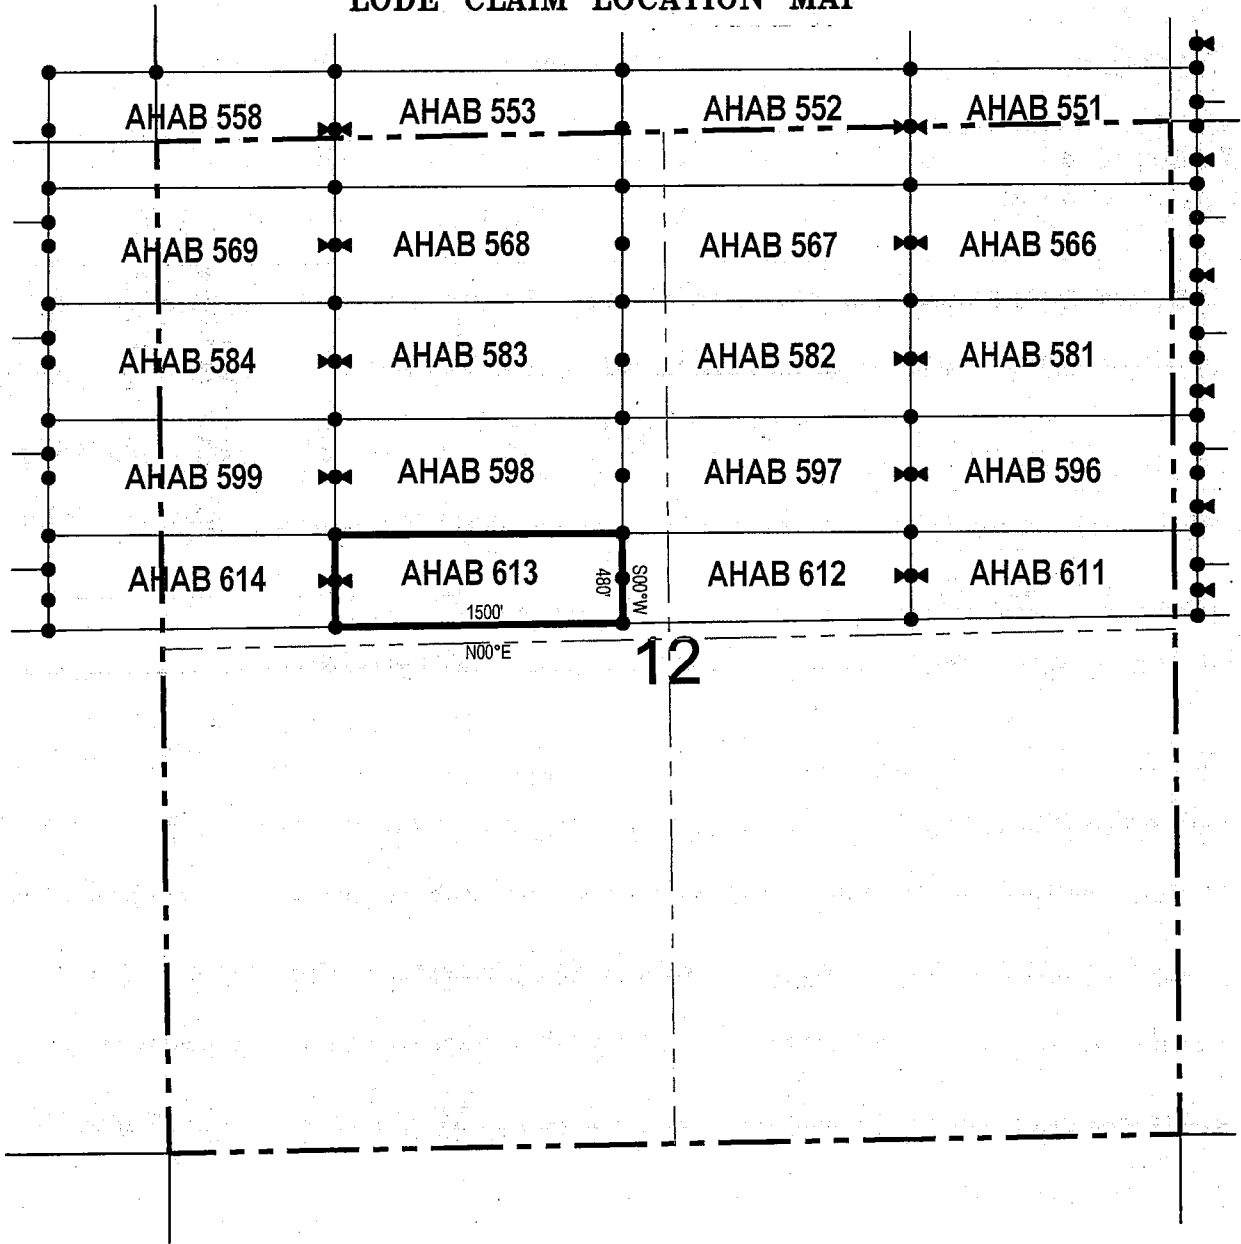 LODE CLAIM LOCATION MAP
AHAB 558 AHAB 553 AHAB 552 AHAB 551
AHAB 569 AHAB 568 AHAB 567 AHAB 566
AHAB 584 AHAB 583 AHAB 582 AHAB 581
AHAB 599 AHAB 598 AHAB 597 AHAB 596
AHAB 614 AHAB 613 AHAB 612 AHAB 611
480'
S00°W
1500'
N00°E
12